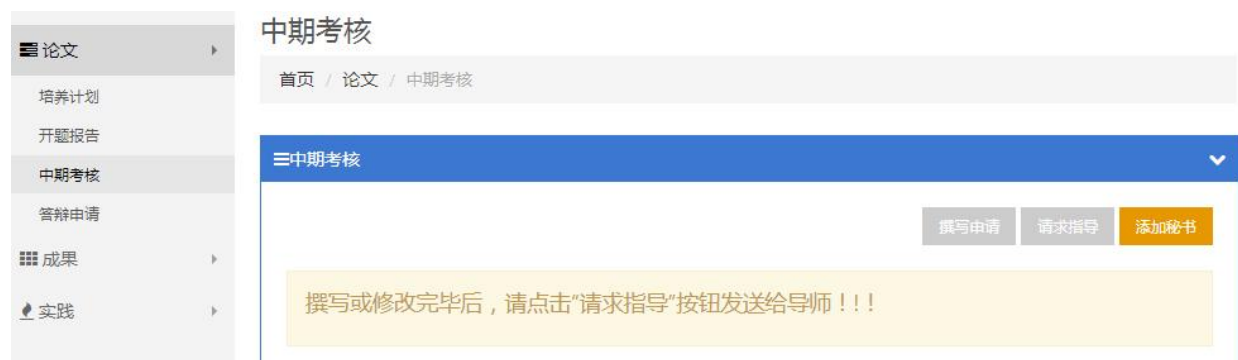 论文
培养计划
开题报告
中期考核
答辩申请
成果
实践
中期考核
首页 / 论文 / 中期考核
中期考核
撰写申请 请求指导 添加秘书
撰写或修改完毕后，请点击"请求指导"按钮发送给导师！！！